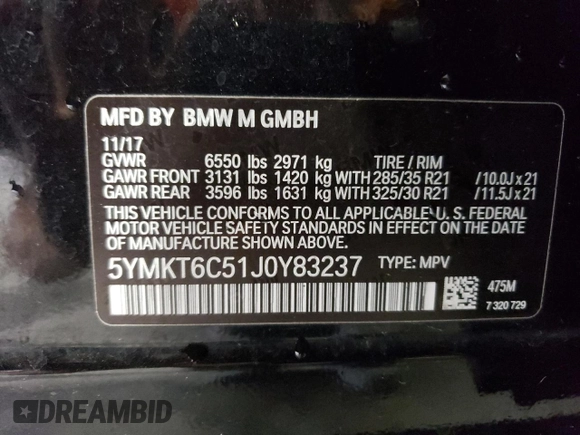 MFD BY BMW M GMBH
11/17
GVWR 6550 lbs 2971 kg TIRE / RIM
GAWR FRONT 3131 lbs 1420 kg WITH 285/35 R21 /10.0J x 21
GAWR REAR 3596 lbs 1631 kg WITH 325/30 R21 /11.5J x 21
THIS VEHICLE CONFORMS TO ALL APPLICABLE U. S. FEDERAL
MOTOR VEHICLE SAFETY STANDARDS IN EFFECT ON THE
DATE OF MANUFACTURE SHOWN ABOVE.
5YMKT6C51J0Y83237 TYPE: MPV
475M
7 320 729
DREAMBID